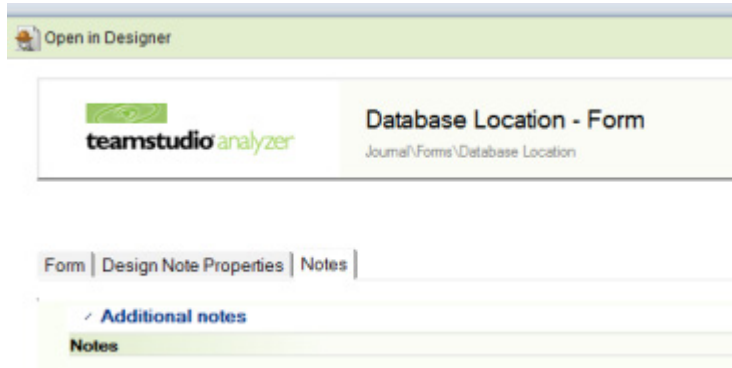 Open in Designer
teamstudio analyzer
Database Location - Form
Journal\Forms\Database Location
Form | Design Note Properties | Notes
Additional notes
Notes